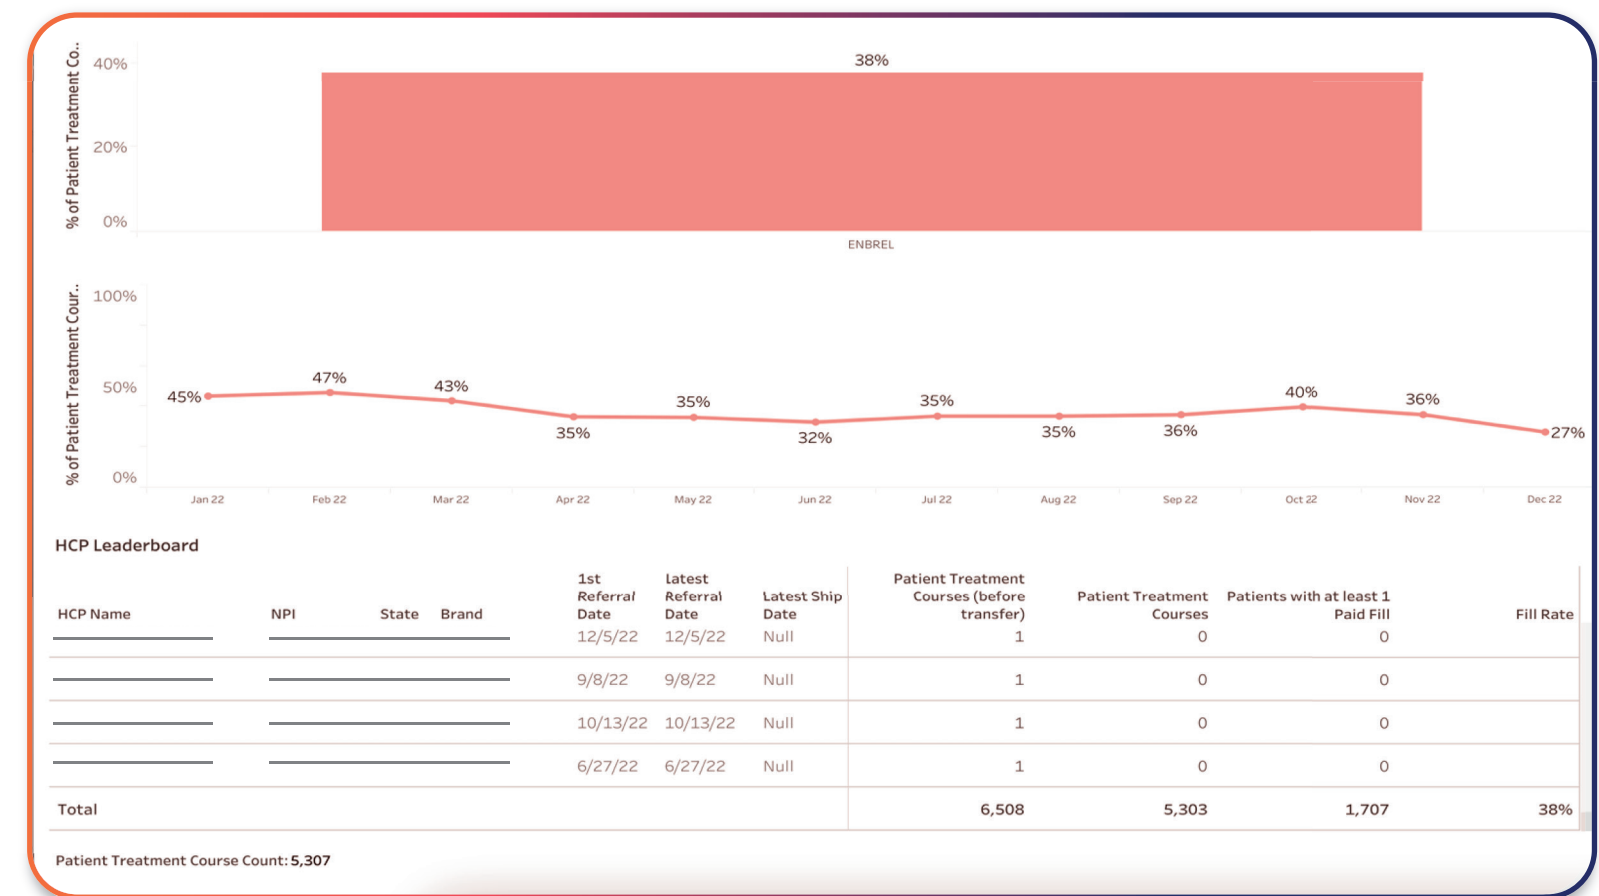 % of Patient Treatment Co..
40%
20%
0%
38%
ENBREL
% of Patient Treatment Cour..
100%
50%
0%
45% 47% 43% 35% 35% 32% 35% 35% 36% 40% 36% 27%
Jan 22 Feb 22 Mar 22 Apr 22 May 22 Jun 22 Jul 22 Aug 22 Sep 22 Oct 22 Nov 22 Dec 22
HCP Leaderboard
HCP Name
NPI
State
Brand
1st
Referral
Date
Latest
Referral
Date
Latest Ship
Date
Patient Treatment
Courses (before
transfer)
Patient Treatment
Courses
Patients with at least 1
Paid Fill
Fill Rate
12/5/22 12/5/22 Null 1 0 0
9/8/22 9/8/22 Null 1 0 0
10/13/22 10/13/22 Null 1 0 0
6/27/22 6/27/22 Null 1 0 0
Total 6,508 5,303 1,707 38%
Patient Treatment Course Count: 5,307